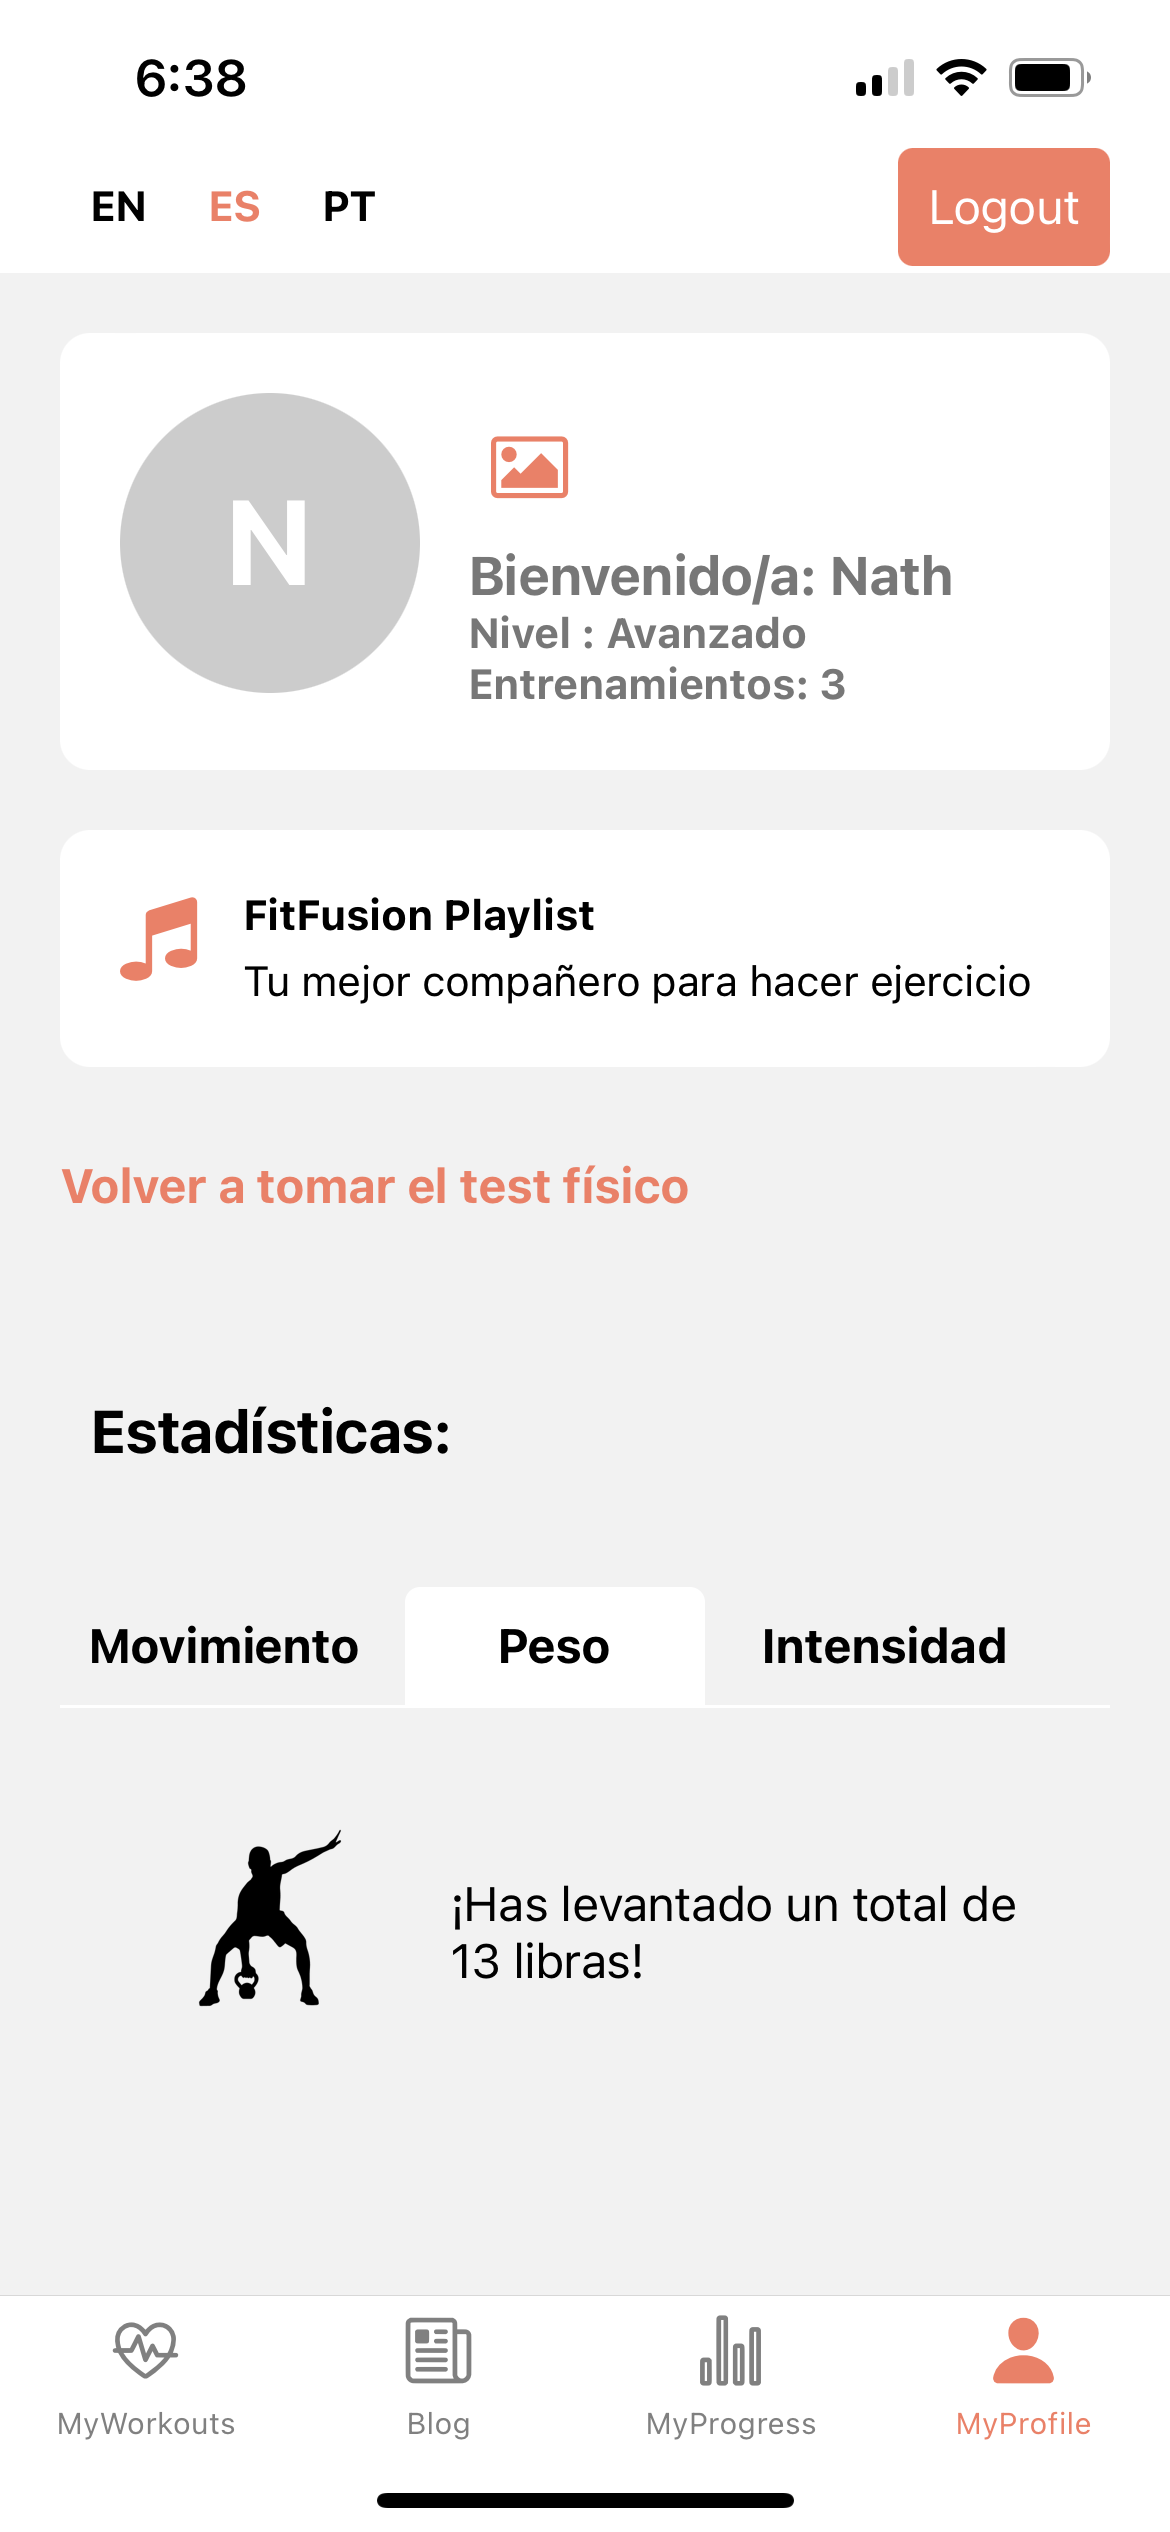 6:38
EN ES PT Logout
N
Bienvenido/a: Nath
Nivel : Avanzado
Entrenamientos: 3
FitFusion Playlist
Tu mejor compañero para hacer ejercicio
Volver a tomar el test físico
Estadísticas:
Movimiento Peso Intensidad
¡Has levantado un total de
13 libras!
MyWorkouts Blog MyProgress MyProfile